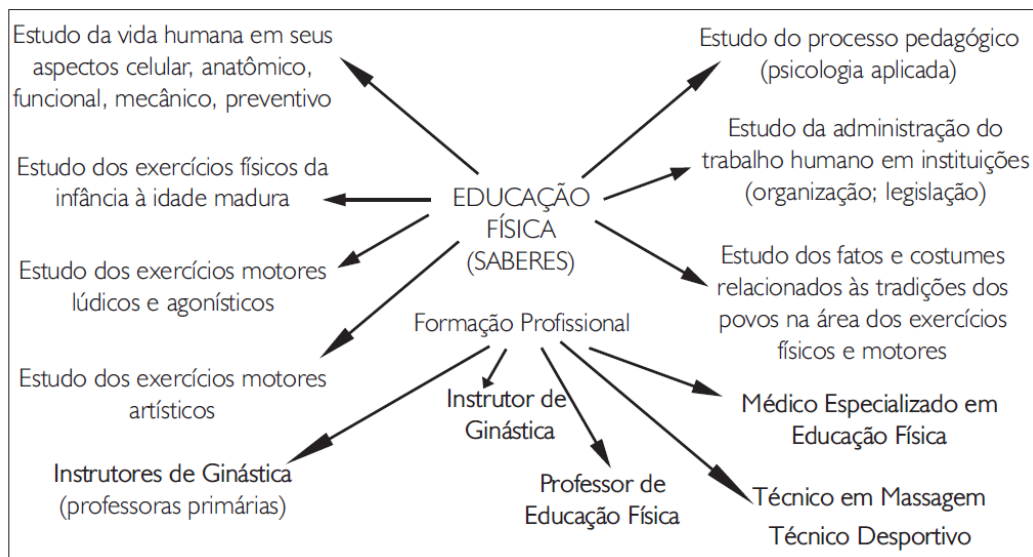 Estudo da vida humana em seus
aspectos celular, anatômico,
funcional, mecânico, preventivo
Estudo dos exercícios físicos da
infância à idade madura
Estudo dos exercícios motores
lúdicos e agonísticos
Estudo dos exercícios motores
artísticos
EDUCAÇÃO
FÍSICA
(SABERES)
Estudo do processo pedagógico
(psicologia aplicada)
Estudo da administração do
trabalho humano em instituições
(organização; legislação)
Estudo dos fatos e costumes
relacionados às tradições dos
povos na área dos exercícios
físicos e motores
Formação Profissional
Instrutores de Ginástica
(professoras primárias)
Instrutor de
Ginástica
Professor de
Educação Física
Médico Especializado em
Educação Física
Técnico em Massagem
Técnico Desportivo